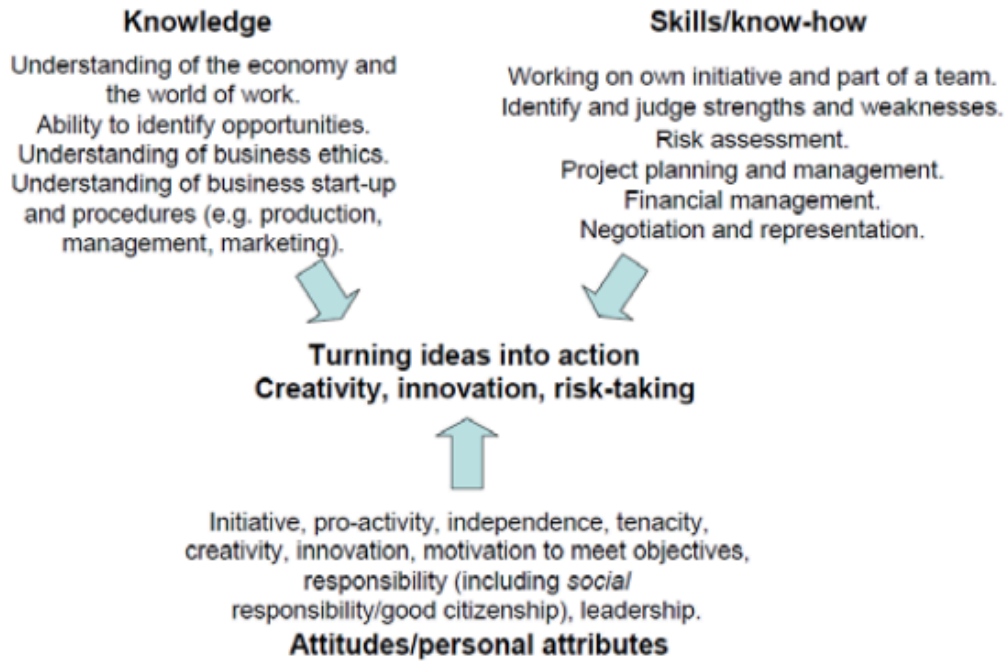 Knowledge
Understanding of the economy and
the world of work.
Ability to identify opportunities.
Understanding of business ethics.
Understanding of business start-up
and procedures (e.g. production,
management, marketing).
Skills/know-how
Working on own initiative and part of a team.
Identify and judge strengths and weaknesses.
Risk assessment.
Project planning and management.
Financial management.
Negotiation and representation.
Turning ideas into action
Creativity, innovation, risk-taking
Initiative, pro-activity, independence, tenacity,
creativity, innovation, motivation to meet objectives,
responsibility (including social
responsibility/good citizenship), leadership.
Attitudes/personal attributes